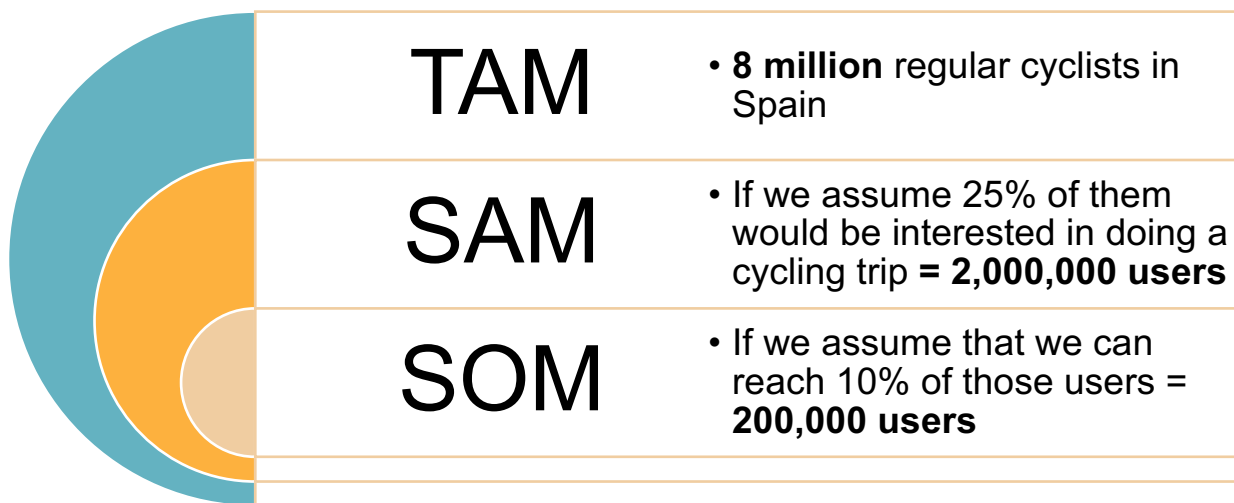 TAM
• 8 million regular cyclists in
Spain
SAM
• If we assume 25% of them
would be interested in doing a
cycling trip = 2,000,000 users
SOM
• If we assume that we can
reach 10% of those users =
200,000 users